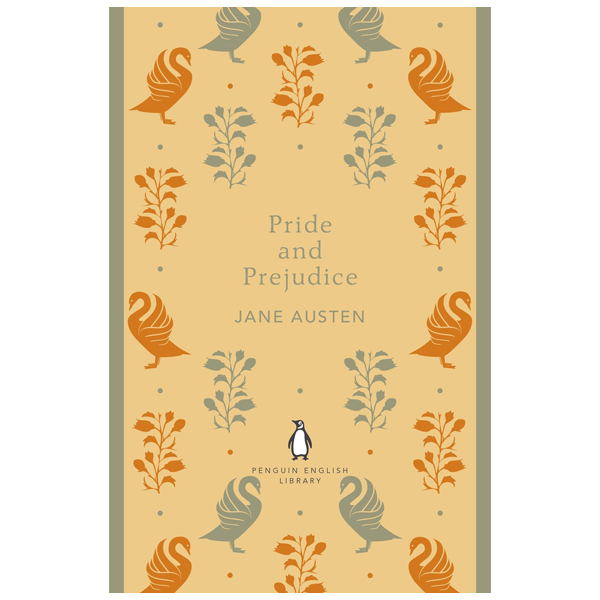 Pride
and
Prejudice
JANE AUSTEN
PENGUIN ENGLISH
LIBRARY